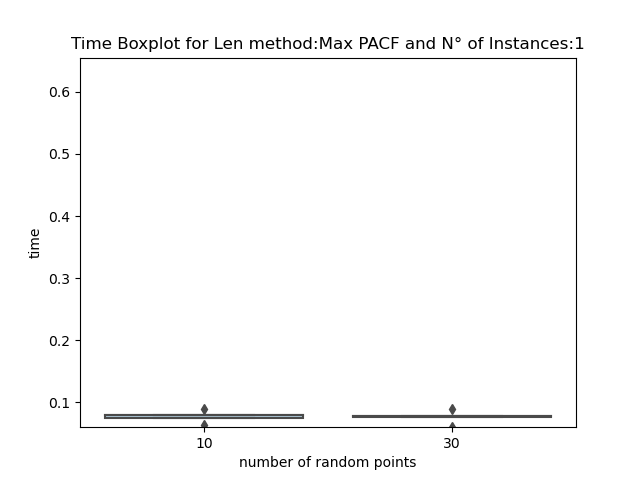 Time Boxplot for Len method:Max PACF and N° of Instances:1
0.6
0.5
0.4
0.3
0.2
0.1
time
10
30
number of random points